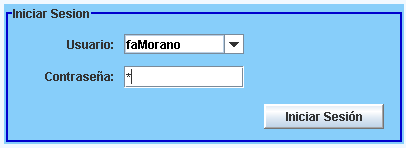 Iniciar Sesion
Usuario: faMorano
Contraseña: *
Iniciar Sesión